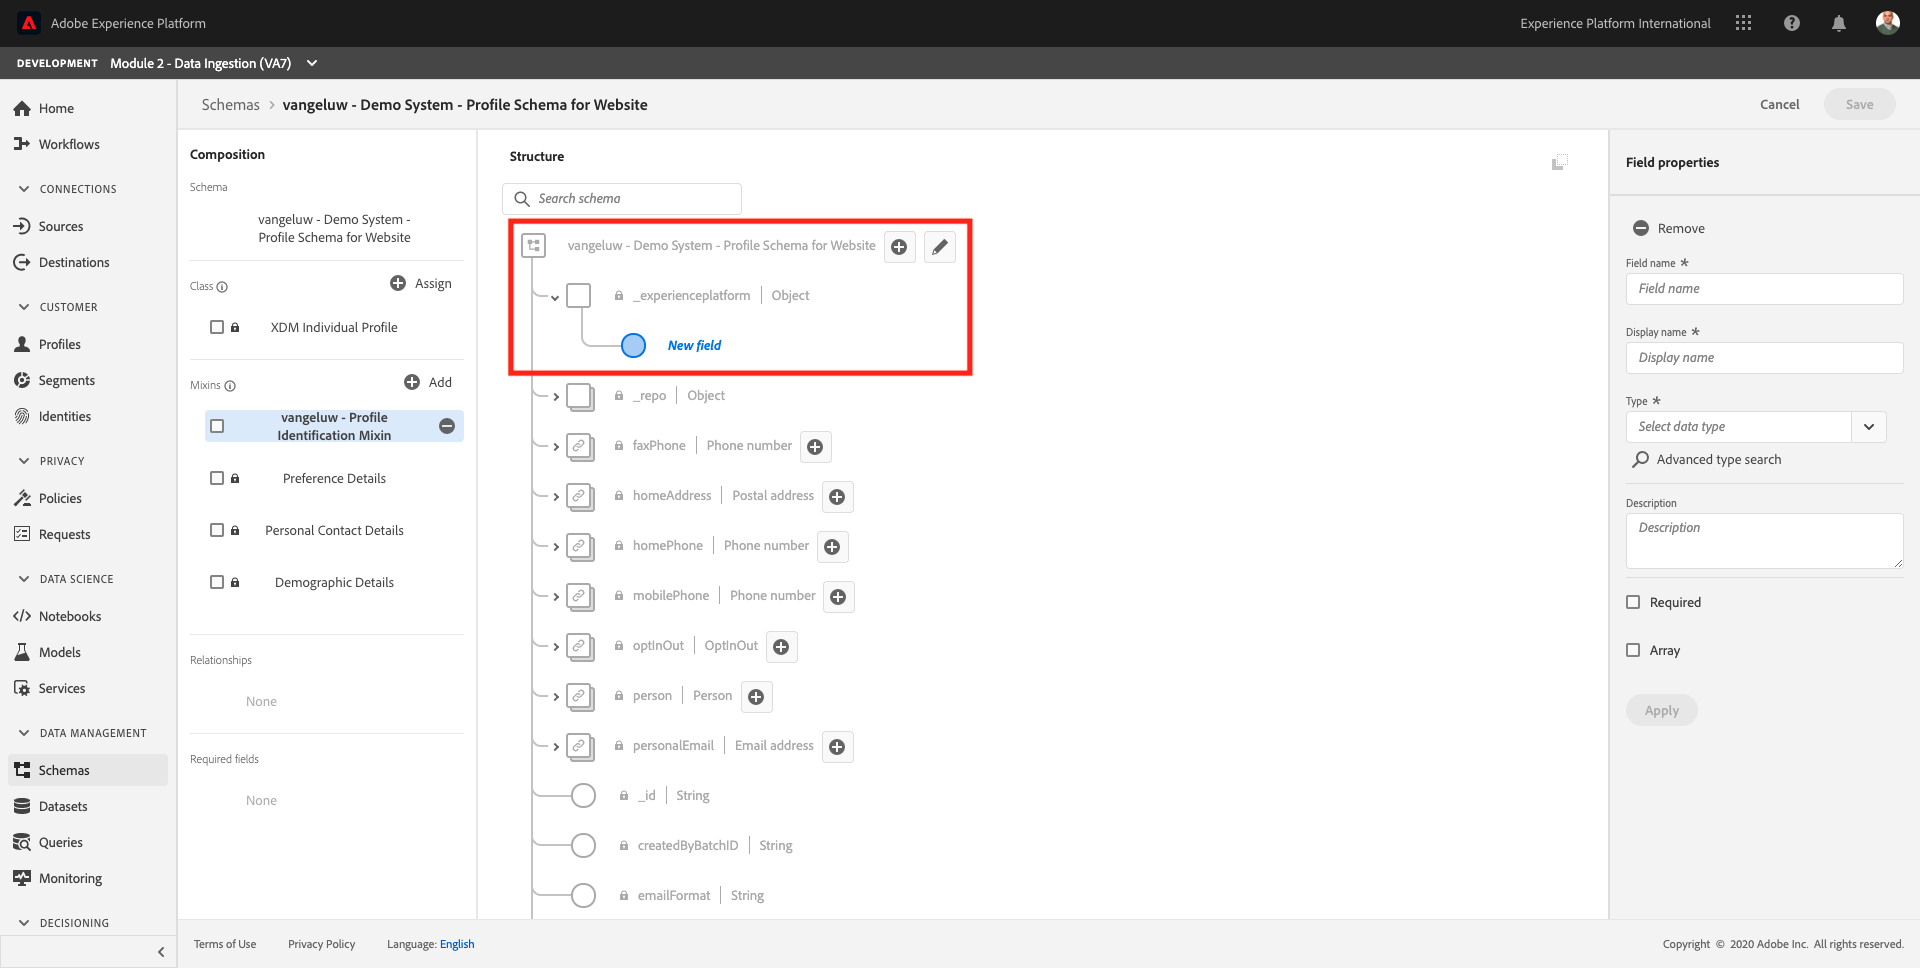 Adobe Experience Platform
Experience Platform International
DEVELOPMENT Module 2 - Data Ingestion (VA7)
Home
Workflows
CONNECTIONS
Sources
Destinations
CUSTOMER
Profiles
Segments
Identities
PRIVACY
Policies
Requests
DATA SCIENCE
Notebooks
Models
Services
DATA MANAGEMENT
Schemas
Datasets
Queries
Monitoring
DECISIONING
Schemas > vangeluw - Demo System - Profile Schema for Website
Cancel
Save
Composition
Schema
vangeluw - Demo System -
Profile Schema for Website
Class
Assign
XDM Individual Profile
Mixins
Add
vangeluw - Profile
Identification Mixin
Preference Details
Personal Contact Details
Demographic Details
Relationships
None
Required fields
None
Structure
Search schema
vangeluw - Demo System - Profile Schema for Website
_experienceplatform | Object
New field
_repo | Object
faxPhone | Phone number
homeAddress | Postal address
homePhone | Phone number
mobilePhone | Phone number
optInOut | OptInOut
person | Person
personalEmail | Email address
_id | String
createdByBatchID | String
emailFormat | String
Field properties
Remove
Field name *
Field name
Display name *
Display name
Type *
Select data type
Advanced type search
Description
Description
Required
Array
Apply
Terms of Use
Privacy Policy
Language: English
Copyright © 2020 Adobe Inc. All rights reserved.